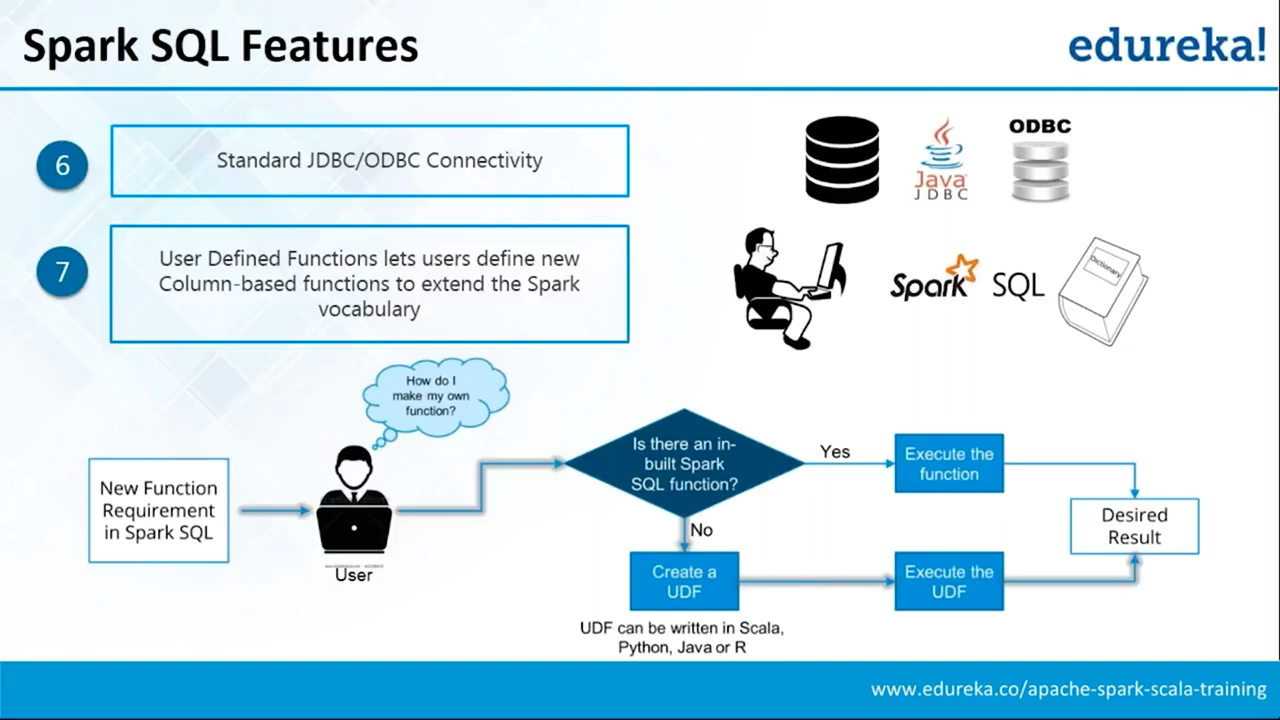 Spark SQL Features
edureka!
6
Standard JDBC/ODBC Connectivity
Java
JDBC
ODBC
7
User Defined Functions lets users define new
Column-based functions to extend the Spark
vocabulary
Spark SQL
Dictionary
How do I
make my own
function?
New Function
Requirement
in Spark SQL
User
Is there an in-
built Spark
SQL function?
Yes
Execute the
function
No
Create a
UDF
Execute the
UDF
Desired
Result
UDF can be written in Scala,
Python, Java or R
www.edureka.co/apache-spark-scala-training